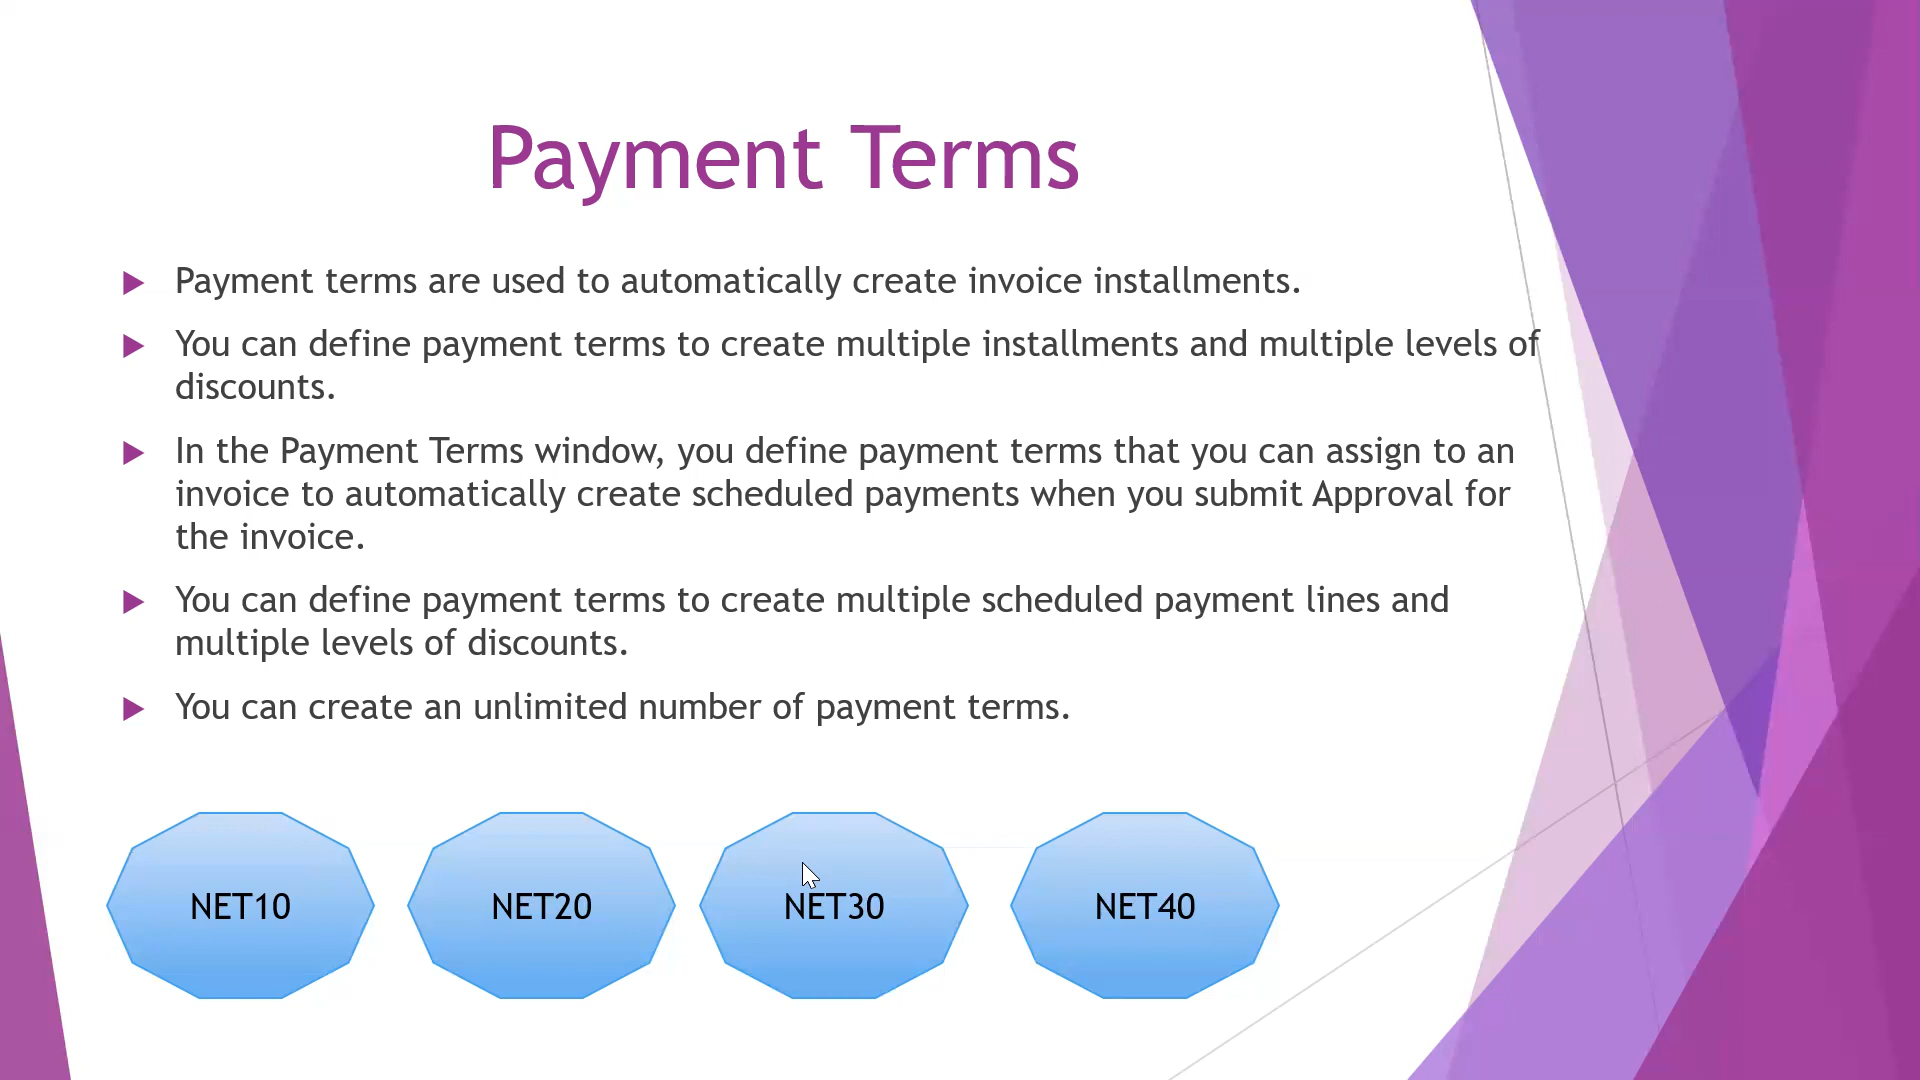 Payment Terms
Payment terms are used to automatically create invoice installments.
You can define payment terms to create multiple installments and multiple levels of
discounts.
In the Payment Terms window, you define payment terms that you can assign to an
invoice to automatically create scheduled payments when you submit Approval for
the invoice.
You can define payment terms to create multiple scheduled payment lines and
multiple levels of discounts.
You can create an unlimited number of payment terms.
NET10 NET20 NET30 NET40